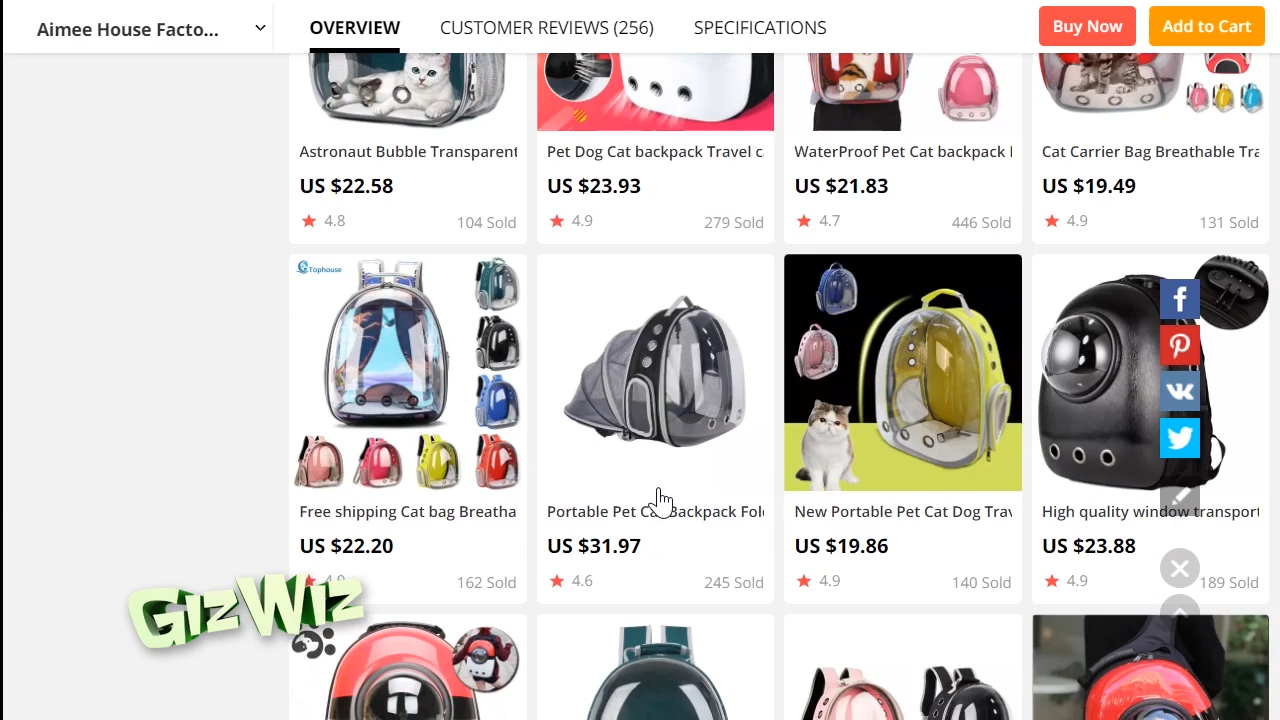 Aimee House Facto...
OVERVIEW
CUSTOMER REVIEWS (256)
SPECIFICATIONS
Buy Now
Add to Cart
Astronaut Bubble Transparent
Pet Dog Cat backpack Travel c
WaterProof Pet Cat backpack
Cat Carrier Bag Breathable Tra
US $22.58
US $23.93
US $21.83
US $19.49
4.8
104 Sold
4.9
279 Sold
4.7
446 Sold
4.9
131 Sold
Tophouse
Free shipping Cat bag Breatha
Portable Pet Backpack Fol
New Portable Pet Cat Dog Trav
High quality window transport
US $22.20
US $31.97
US $19.86
US $23.88
162 Sold
4.6
245 Sold
4.9
140 Sold
4.9
189 Sold
GizWiz